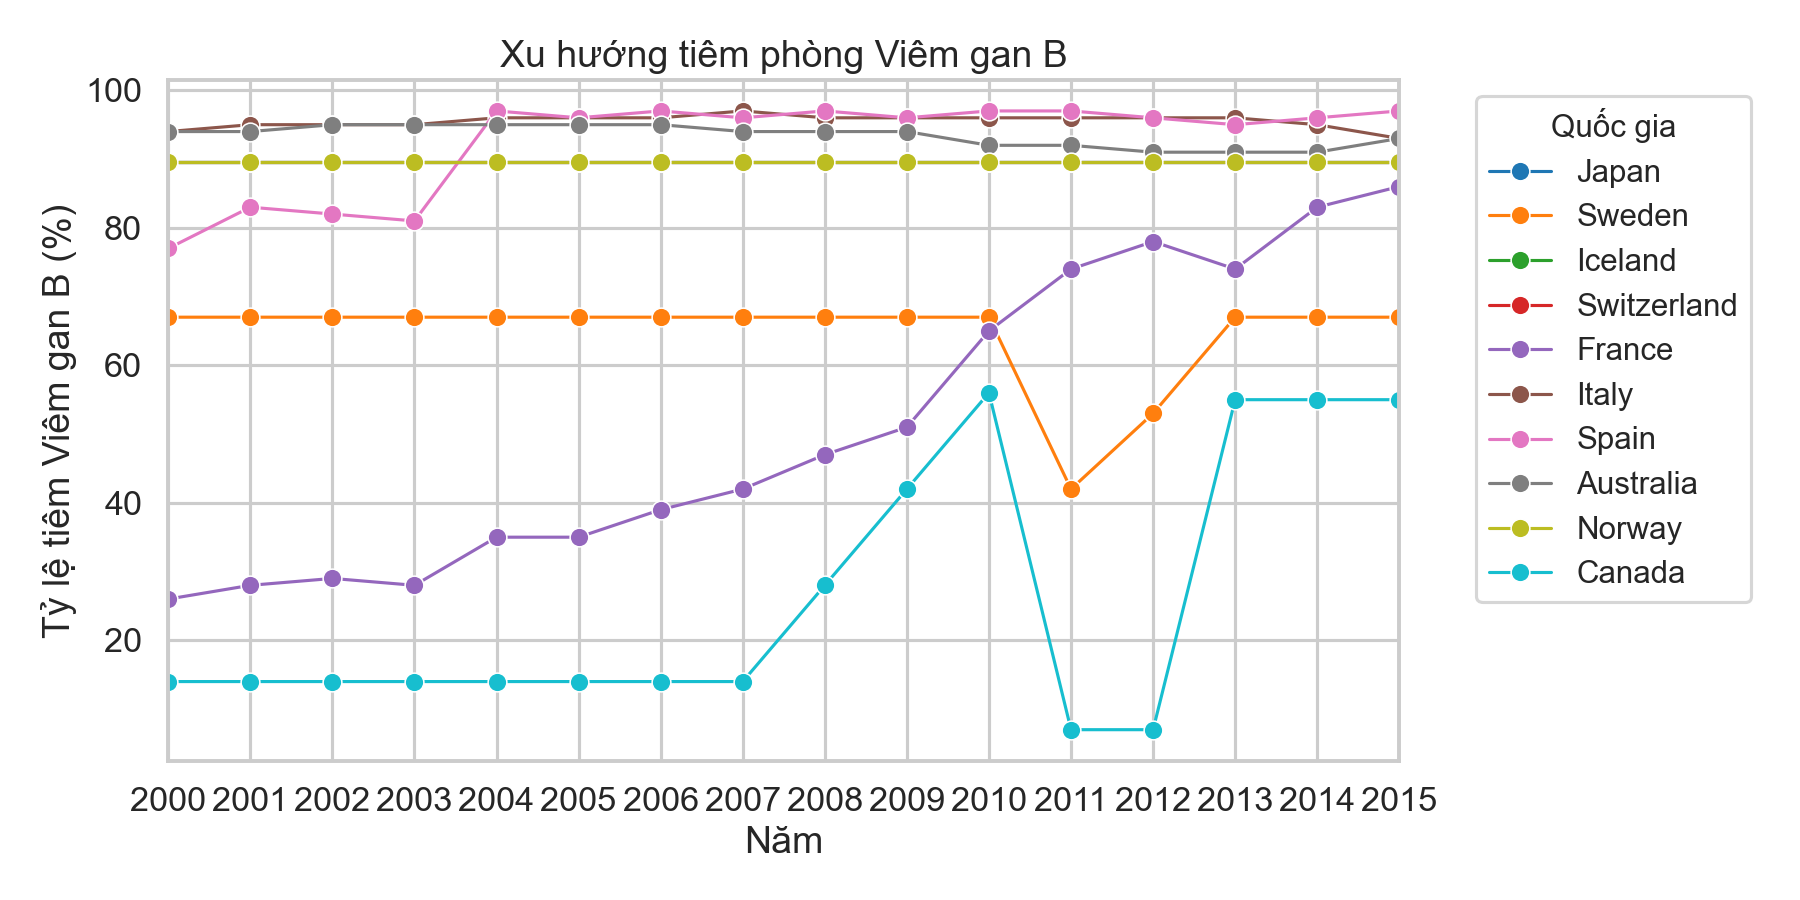 Xu hướng tiêm phòng Viêm gan B
Tỷ lệ tiêm Viêm gan B (%)
100
80
60
40
20
2000 2001 2002 2003 2004 2005 2006 2007 2008 2009 2010 2011 2012 2013 2014 2015
Năm
Quốc gia
Japan
Sweden
Iceland
Switzerland
France
Italy
Spain
Australia
Norway
Canada